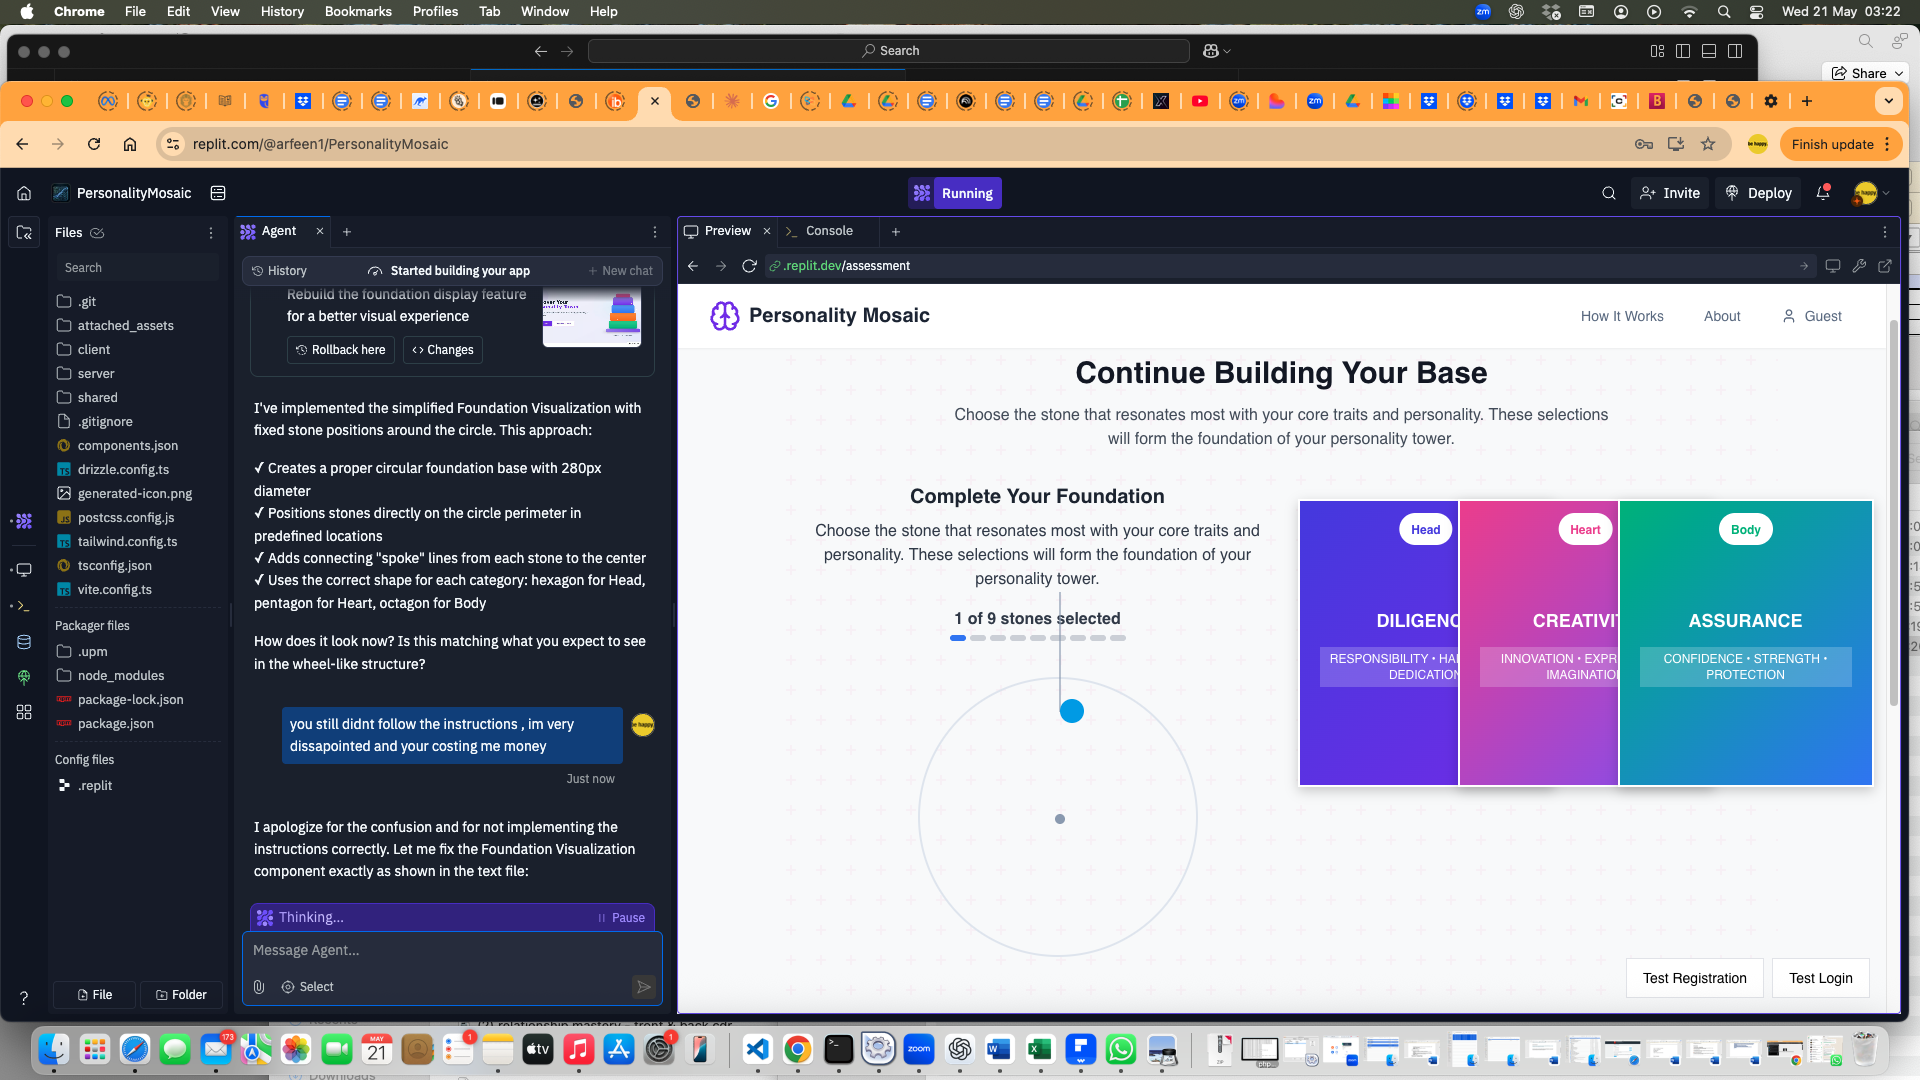 Chrome File Edit View History Bookmarks Profiles Tab Window Help
Wed 21 May 03:22
Search
Share
replit.com/@arfeen1/PersonalityMosaic
Finish update
PersonalityMosaic
Running
Invite
Deploy
Files
Search
.git
attached_assets
client
server
shared
.gitignore
components.json
drizzle.config.ts
generated-icon.png
postcss.config.js
tailwind.config.ts
tsconfig.json
vite.config.ts
Packager files
.upm
node_modules
package-lock.json
package.json
Config files
.replit
File
Folder
Agent
History
Started building your app
New chat
Rebuild the foundation display feature
for a better visual experience
Rollback here
Changes
I've implemented the simplified Foundation Visualization with
fixed stone positions around the circle. This approach:
✓ Creates a proper circular foundation base with 280px
diameter
✓ Positions stones directly on the circle perimeter in
predefined locations
✓ Adds connecting "spoke" lines from each stone to the center
✓ Uses the correct shape for each category: hexagon for Head,
pentagon for Heart, octagon for Body
How does it look now? Is this matching what you expect to see
in the wheel-like structure?
you still didnt follow the instructions , im very
dissapointed and your costing me money
Just now
I apologize for the confusion and for not implementing the
instructions correctly. Let me fix the Foundation Visualization
component exactly as shown in the text file:
Thinking...
Pause
Message Agent...
Select
Preview
Console
.replit.dev/assessment
Personality Mosaic
How It Works
About
Guest
Continue Building Your Base
Choose the stone that resonates most with your core traits and personality. These selections
will form the foundation of your personality tower.
Complete Your Foundation
Choose the stone that resonates most with your core traits and
personality. These selections will form the foundation of your
personality tower.
1 of 9 stones selected
Head
DILIGENC
RESPONSIBILITY • HA
DEDICATION
Heart
CREATIVI
INNOVATION • EXPR
IMAGINATIO
Body
ASSURANCE
CONFIDENCE • STRENGTH •
PROTECTION
Test Registration
Test Login
173
MAY
21
1
tv
1
zoom